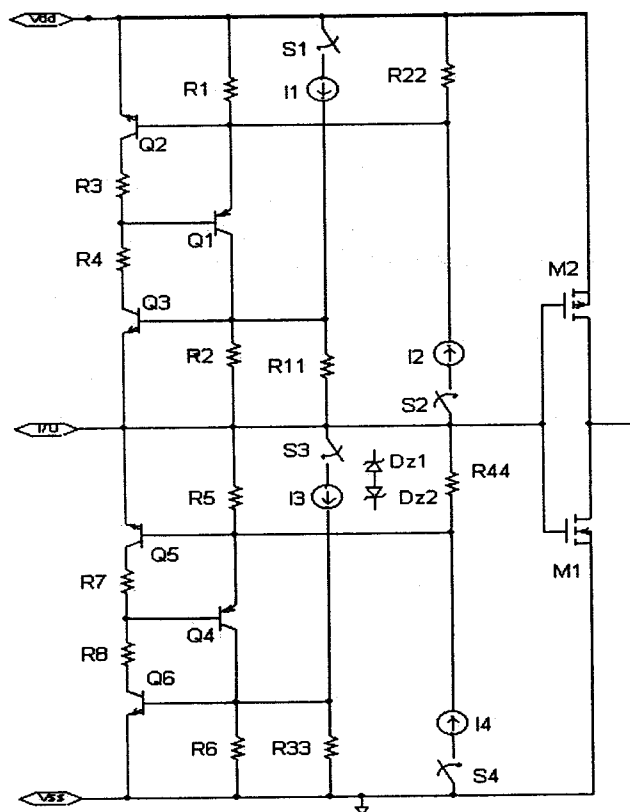 Vdd
S1
R22
R1
I1
Q2
R3
Q1
M2
R4
Q3
R2
R11
I2
S2
I/O
S3
Dz1
R44
R5
I3
Dz2
Q5
M1
R7
Q4
R8
Q6
I4
R6
R33
S4
Vss